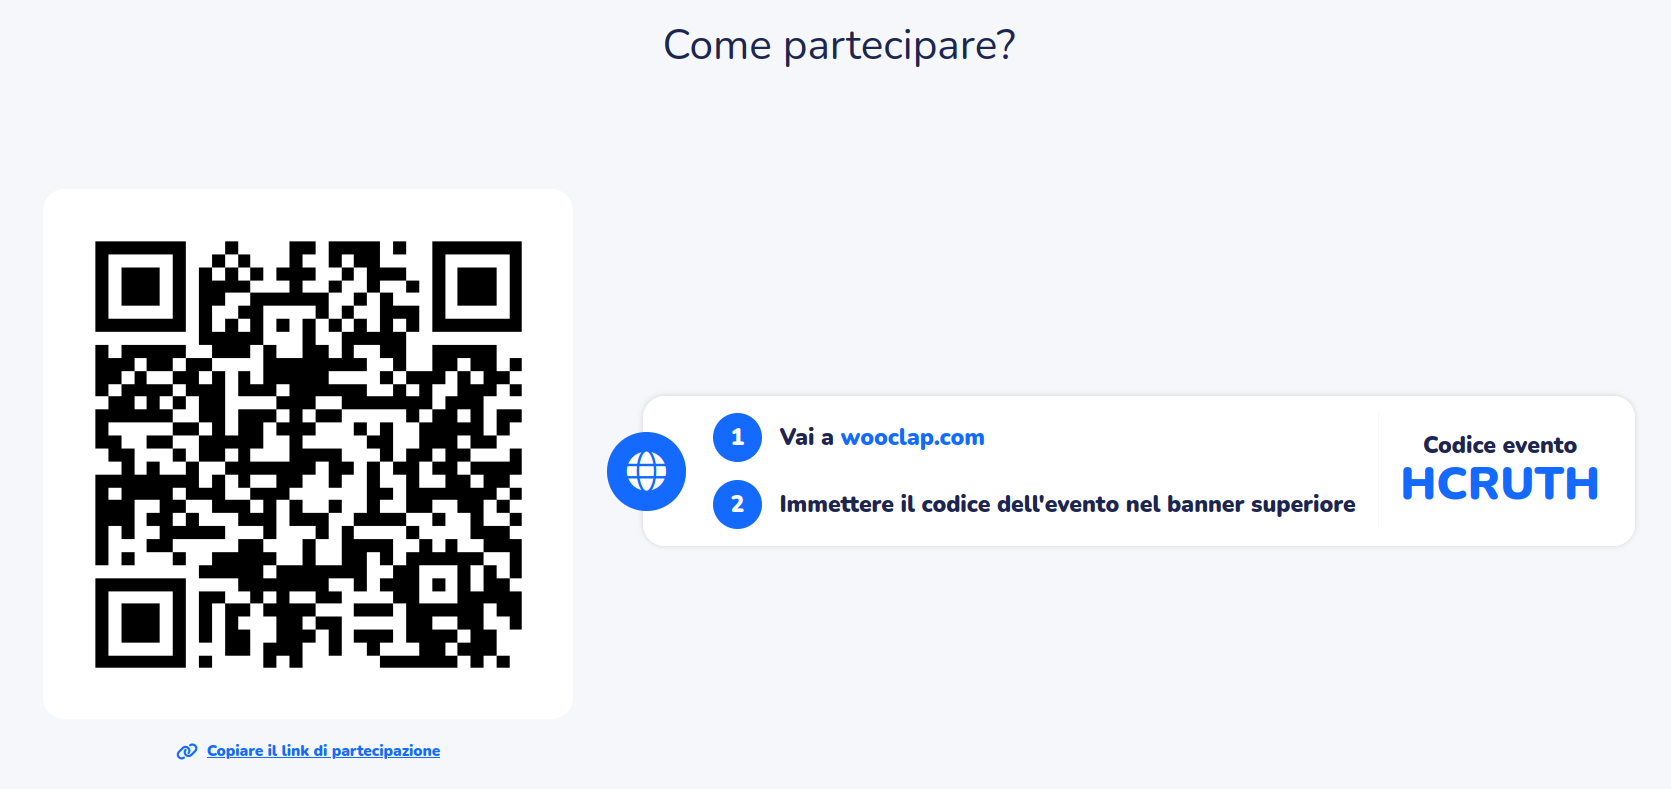 Come partecipare?
1 Vai a wooclap.com
2 Immettere il codice dell'evento nel banner superiore
Codice evento
HCRUTH
Copiare il link di partecipazione